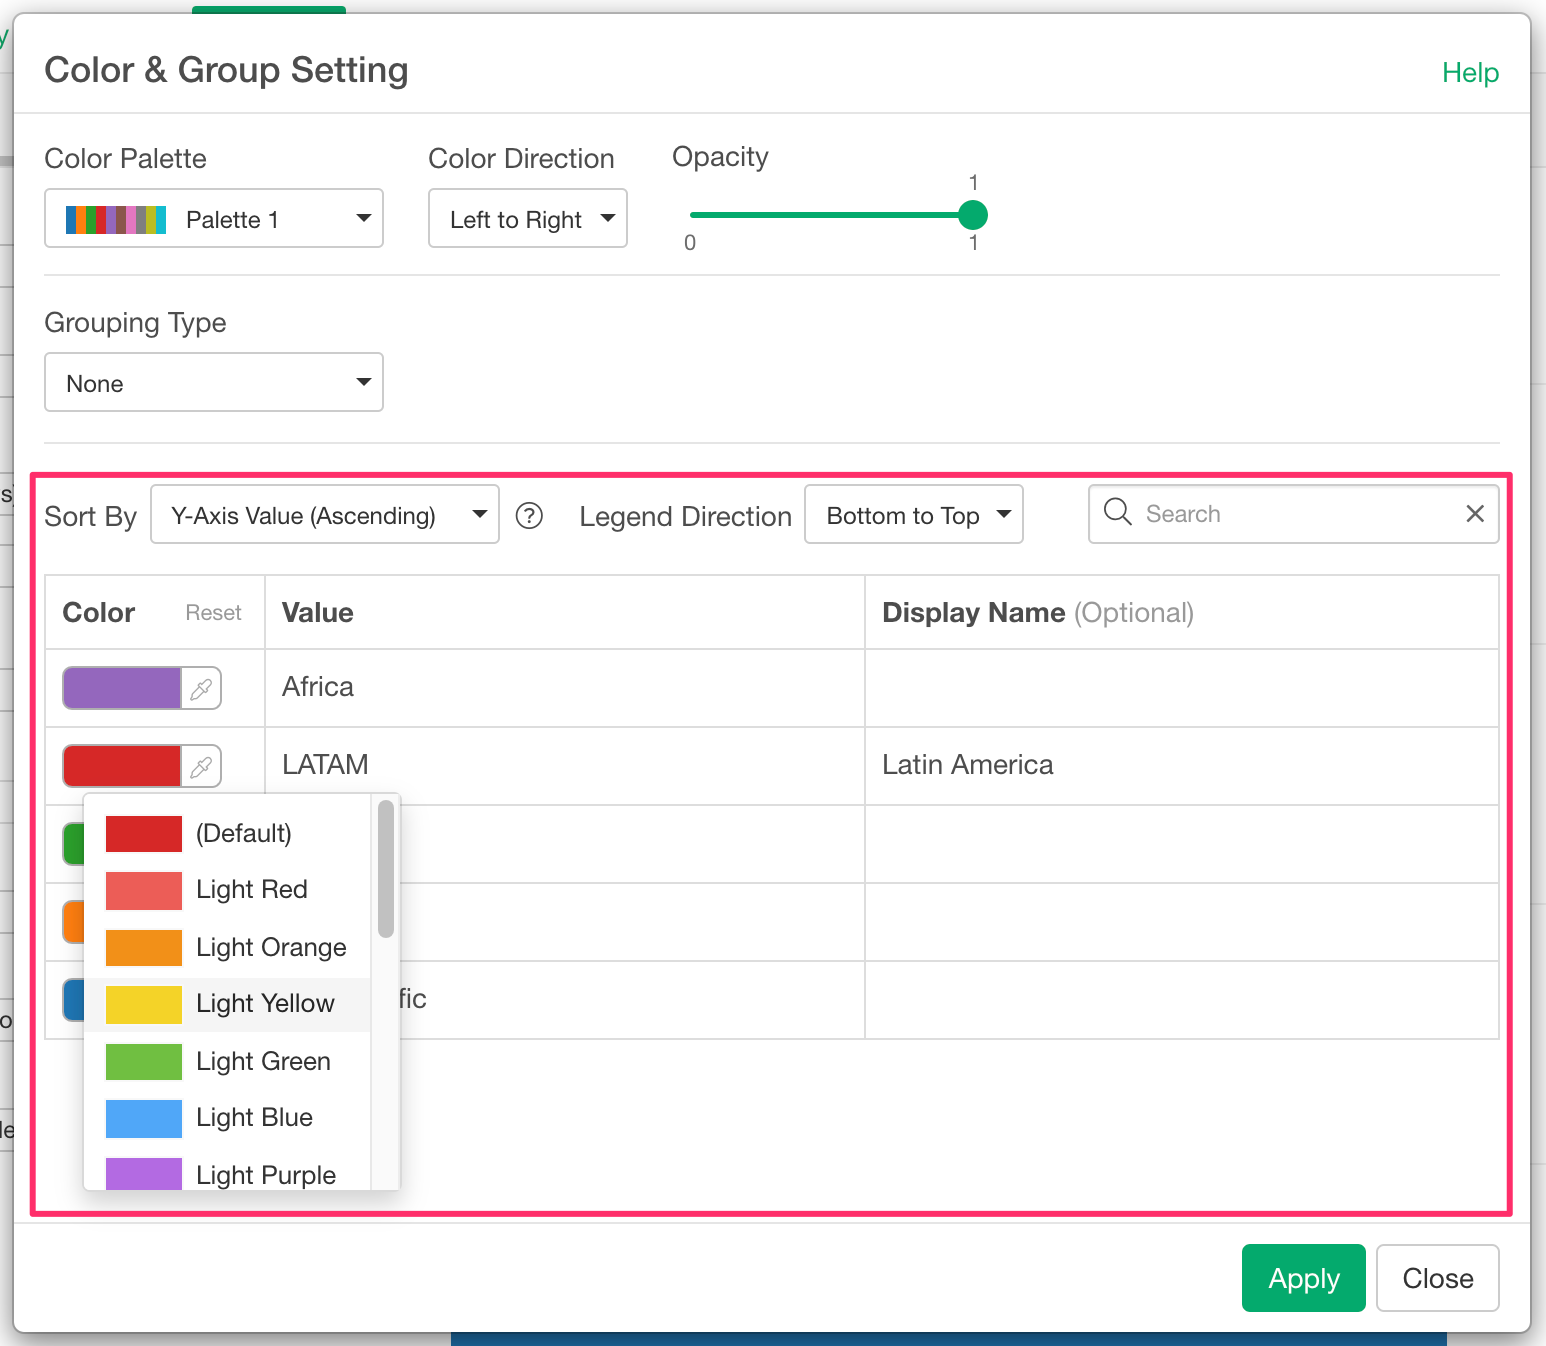 Color & Group Setting
Help
Color Palette
Color Direction
Opacity
1
Palette 1
Left to Right
0
1
Grouping Type
None
Sort By
Y-Axis Value (Ascending)
?
Legend Direction
Bottom to Top
Search
Color
Reset
Value
Display Name (Optional)
Africa
LATAM
Latin America
(Default)
Light Red
Light Orange
Light Yellow
fic
Light Green
Light Blue
Light Purple
Apply
Close